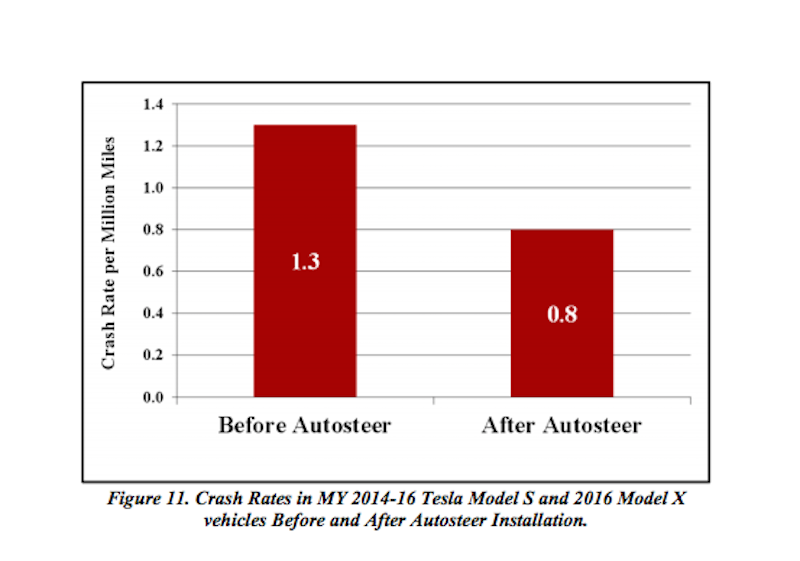 1.4
1.2
1.0
0.8
0.6
0.4
0.2
0.0
Crash Rate per Million Miles
1.3
0.8
Before Autosteer
After Autosteer
Figure 11. Crash Rates in MY 2014-16 Tesla Model S and 2016 Model X
vehicles Before and After Autosteer Installation.